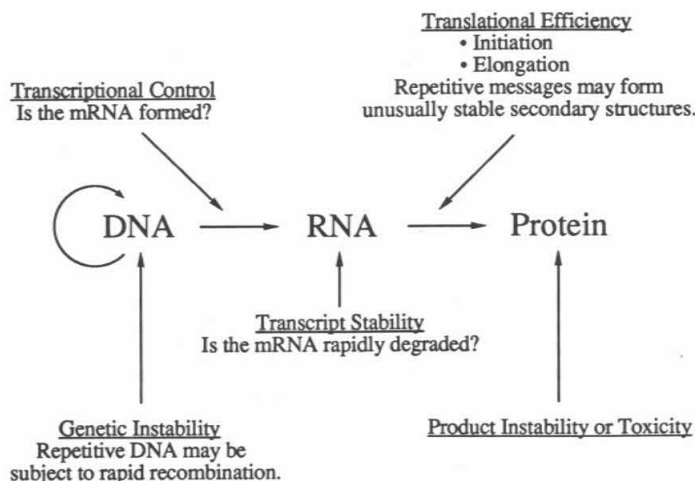 Translational Efficiency
• Initiation
• Elongation
Repetitive messages may form
unusually stable secondary structures.
Transcriptional Control
Is the mRNA formed?
DNA
RNA
Protein
Transcript Stability
Is the mRNA rapidly degraded?
Genetic Instability
Repetitive DNA may be
subject to rapid recombination.
Product Instability or Toxicity